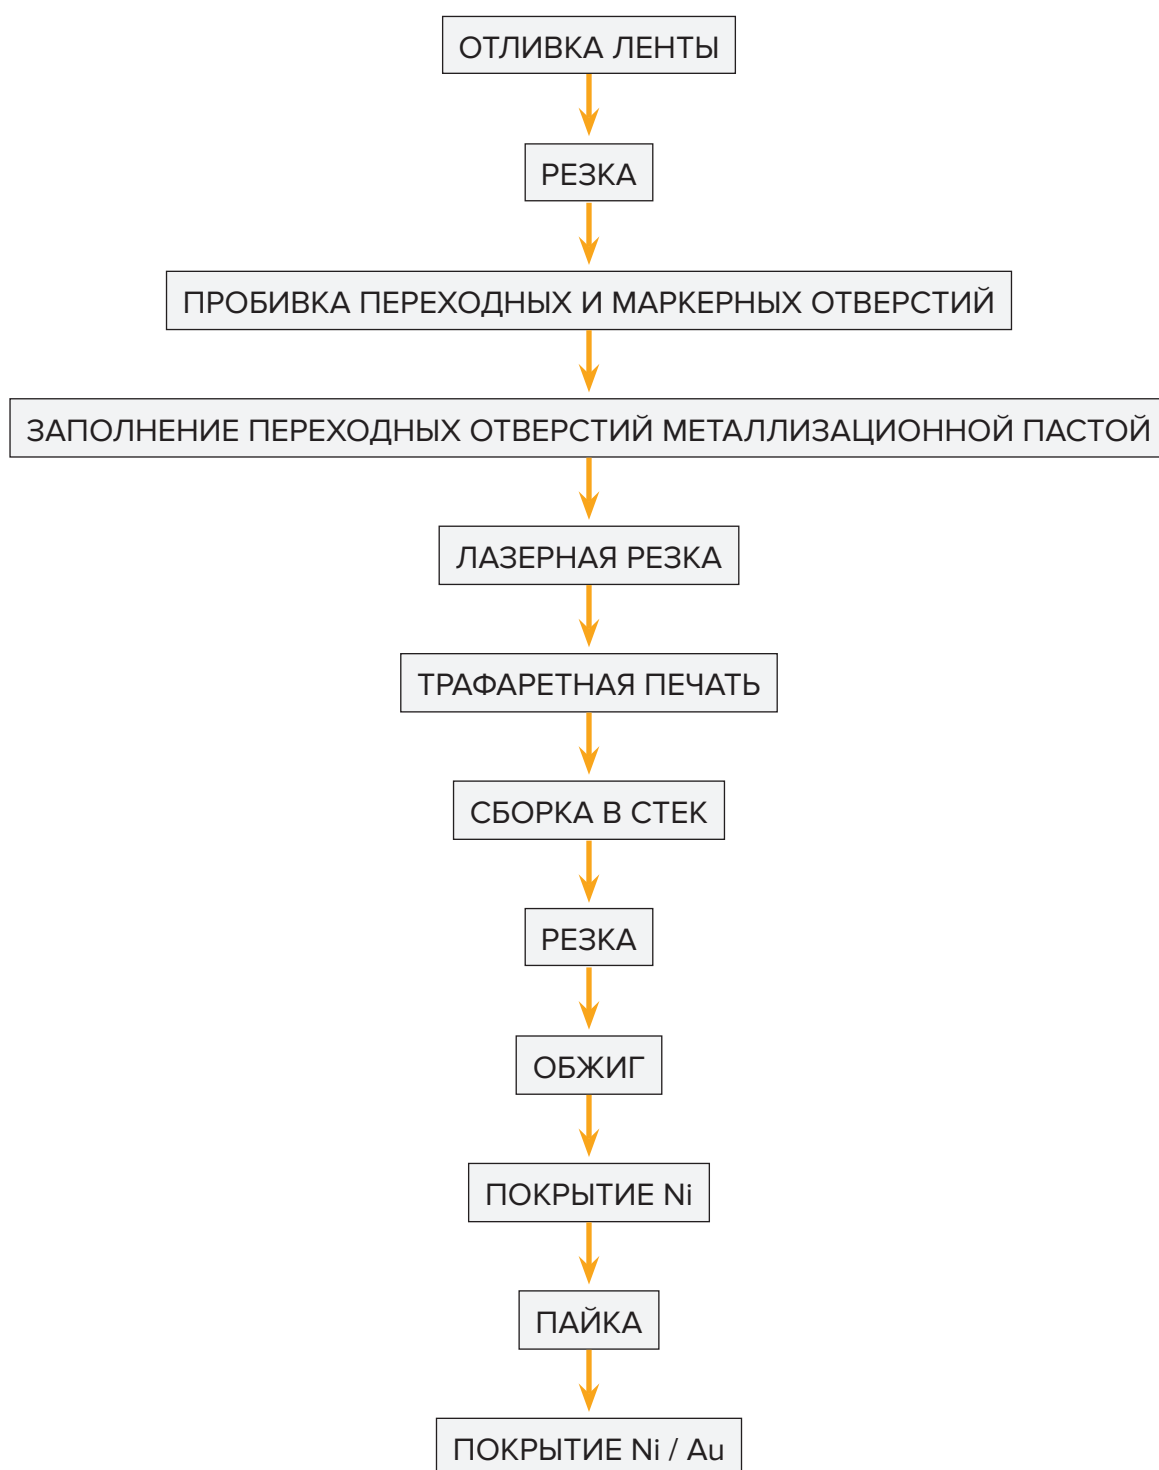 ОТЛИВКА ЛЕНТЫ
РЕЗКА
ПРОБИВКА ПЕРЕХОДНЫХ И МАРКЕРНЫХ ОТВЕРСТИЙ
ЗАПОЛНЕНИЕ ПЕРЕХОДНЫХ ОТВЕРСТИЙ МЕТАЛЛИЗАЦИОННОЙ ПАСТОЙ
ЛАЗЕРНАЯ РЕЗКА
ТРАФАРЕТНАЯ ПЕЧАТЬ
СБОРКА В СТЕК
РЕЗКА
ОБЖИГ
ПОКРЫТИЕ Ni
ПАЙКА
ПОКРЫТИЕ Ni / Au